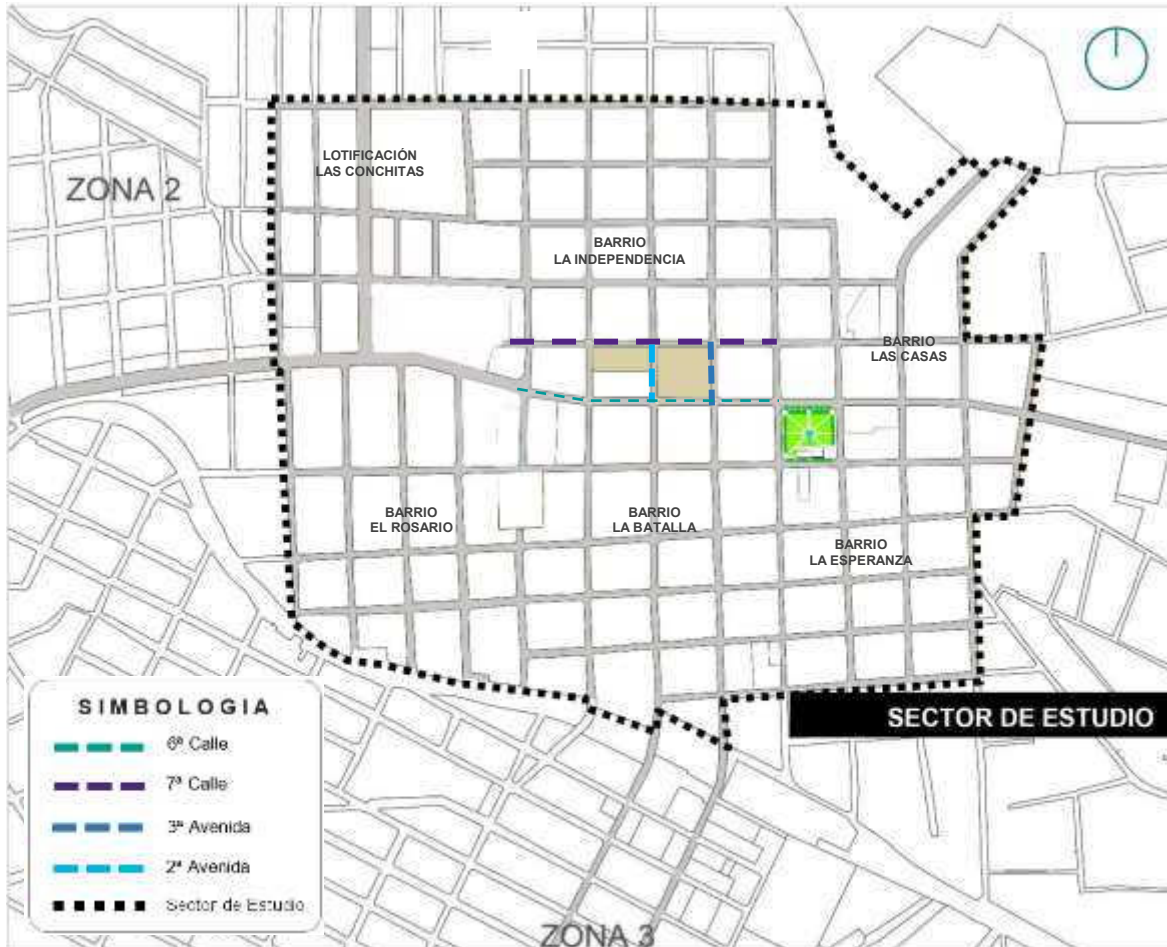 LOTIFICACIÓN
LAS CONCHITAS
ZONA 2
BARRIO
LA INDEPENDENCIA
BARRIO
LAS CASAS
BARRIO
EL ROSARIO
BARRIO
LA BATALLA
BARRIO
LA ESPERANZA
SIMBOLOGIA
6ª Calle
7ª Calle
3ª Avenida
2ª Avenida
Sector de Estudio
SECTOR DE ESTUDIO
ZONA 3